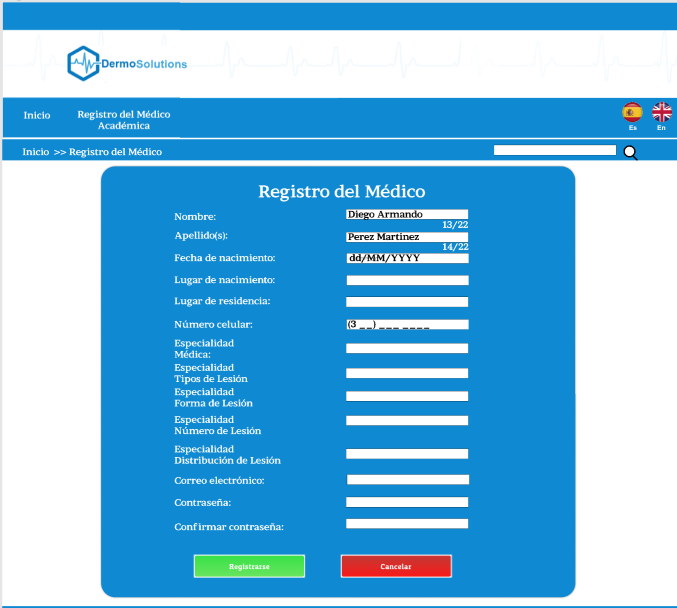 DermoSolutions
Inicio
Registro del Médico
Académica
Es
En
Inicio >> Registro del Médico
Registro del Médico
Nombre: Diego Armando
13/22
Apellido(s): Perez Martinez
14/22
Fecha de nacimiento: dd/MM/YYYY
Lugar de nacimiento:
Lugar de residencia:
Número celular: (3 _ _) _ _ _ _ _ _ _
Especialidad
Médica:
Especialidad
Tipos de Lesión
Especialidad
Forma de Lesión
Especialidad
Número de Lesión
Especialidad
Distribución de Lesión
Correo electrónico:
Contraseña:
Confirmar contraseña:
Registrarse
Cancelar